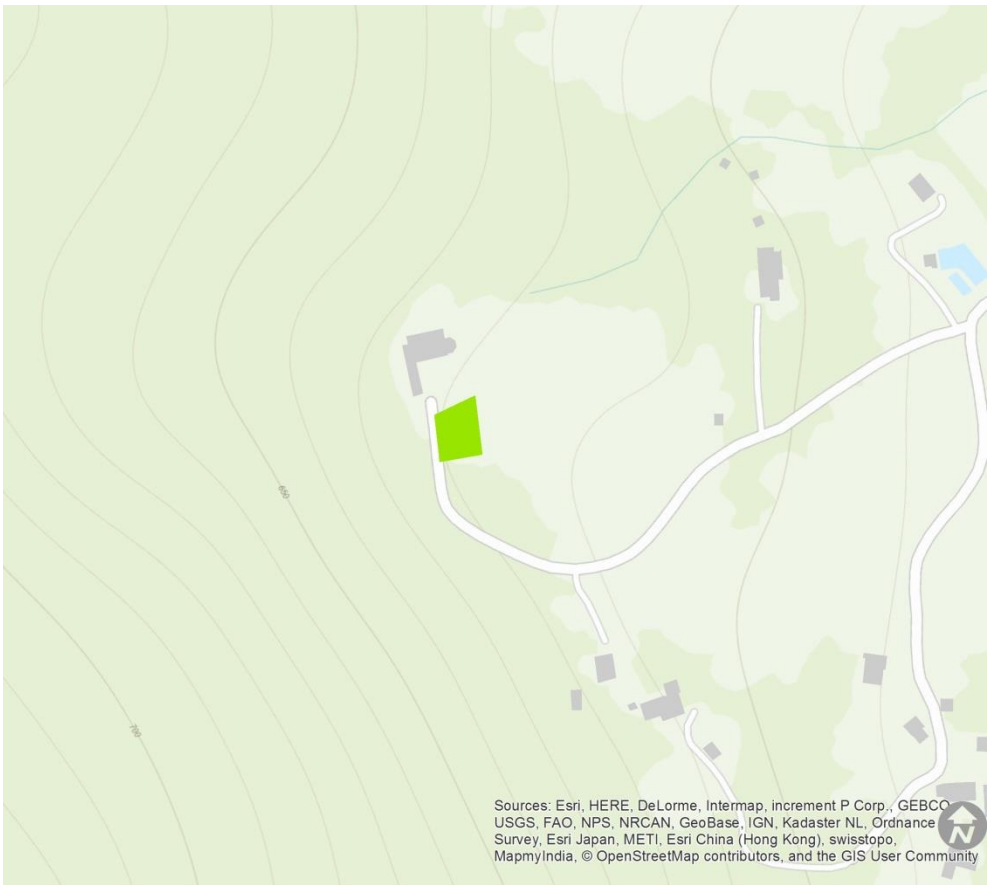 650
700
Sources: Esri, HERE, DeLorme, Intermap, increment P Corp., GEBCO,
USGS, FAO, NPS, NRCAN, GeoBase, IGN, Kadaster NL, Ordnance
Survey, Esri Japan, METI, Esri China (Hong Kong), swisstopo,
MapmyIndia, © OpenStreetMap contributors, and the GIS User Community
N